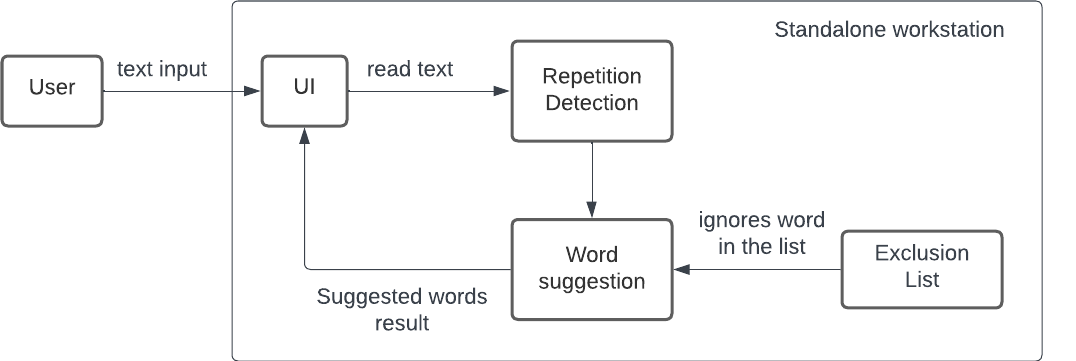 Standalone workstation
User
text input
UI
read text
Repetition
Detection
ignores word
in the list
Word
suggestion
Exclusion
List
Suggested words
result